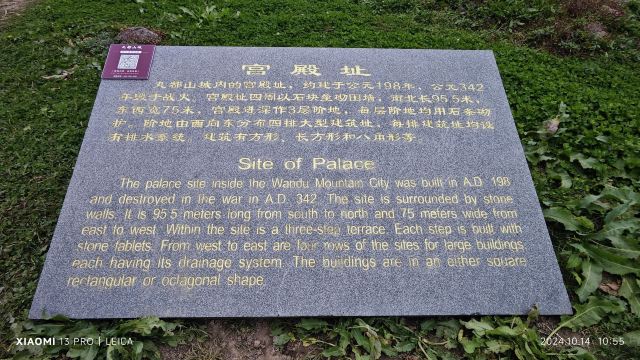 丸都山城
宫殿址
丸都山城内的宫殿址，约建于公元198年，公元342
年毁于战火。宫殿址四周以石块垒砌围墙，南北长95.5米，
东西宽75米，宫殿进深作3层阶地，每层阶地均用石条砌
护。阶地由西向东分布四排大型建筑址，每排建筑址均设
有排水系统。建筑有方形、长方形和八角形等。
Site of Palace
The palace site inside the Wandu Mountain City was built in A.D. 198
and destroyed in the war in A.D. 342. The site is surrounded by stone
walls. It is 95.5 meters long from south to north and 75 meters wide from
east to west. Within the site is a three-step terrace. Each step is built with
stone tablets. From west to east are four rows of the sites for large buildings,
each having its drainage system. The buildings are in an either square
rectangular or octagonal shape.
XIAOMI 13 PRO | LEICA
2024.10.14 10:55